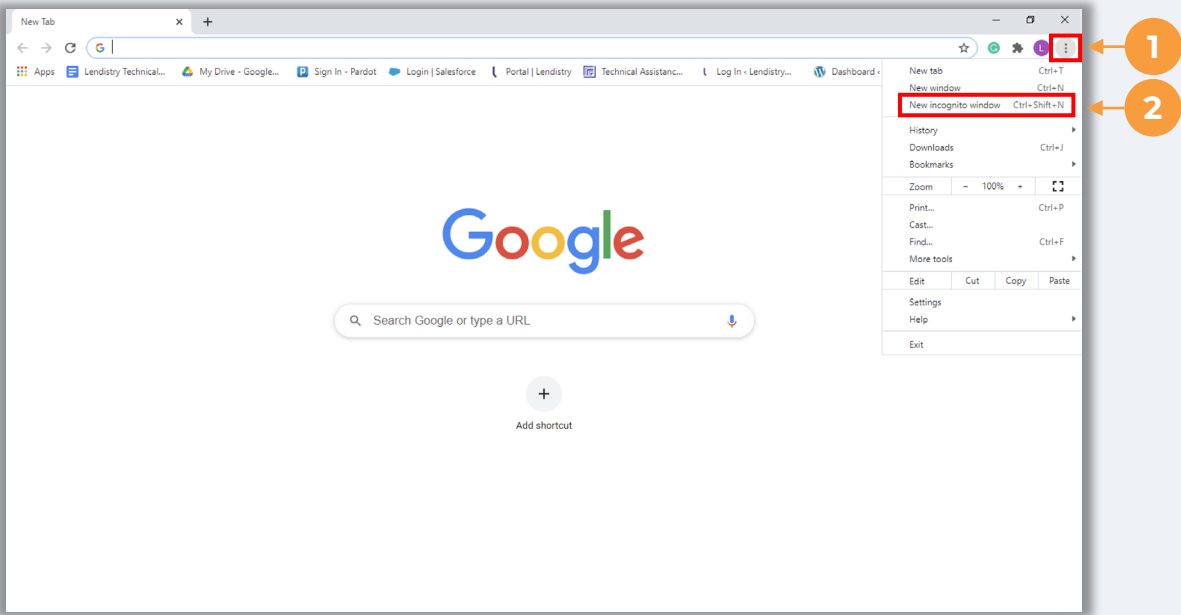 New Tab
1
Apps Lendistry Technical... My Drive - Google... Sign In - Pardot Login | Salesforce Portal | Lendistry Technical Assistanc... Log In ‹ Lendistry... Dashboard ‹
New tab Ctrl+T
New window Ctrl+N
New incognito window Ctrl+Shift+N
2
History
Downloads Ctrl+J
Bookmarks
Zoom - 100% +
Print... Ctrl+P
Cast...
Find... Ctrl+F
More tools
Edit Cut Copy Paste
Settings
Help
Exit
Google
Search Google or type a URL
Add shortcut